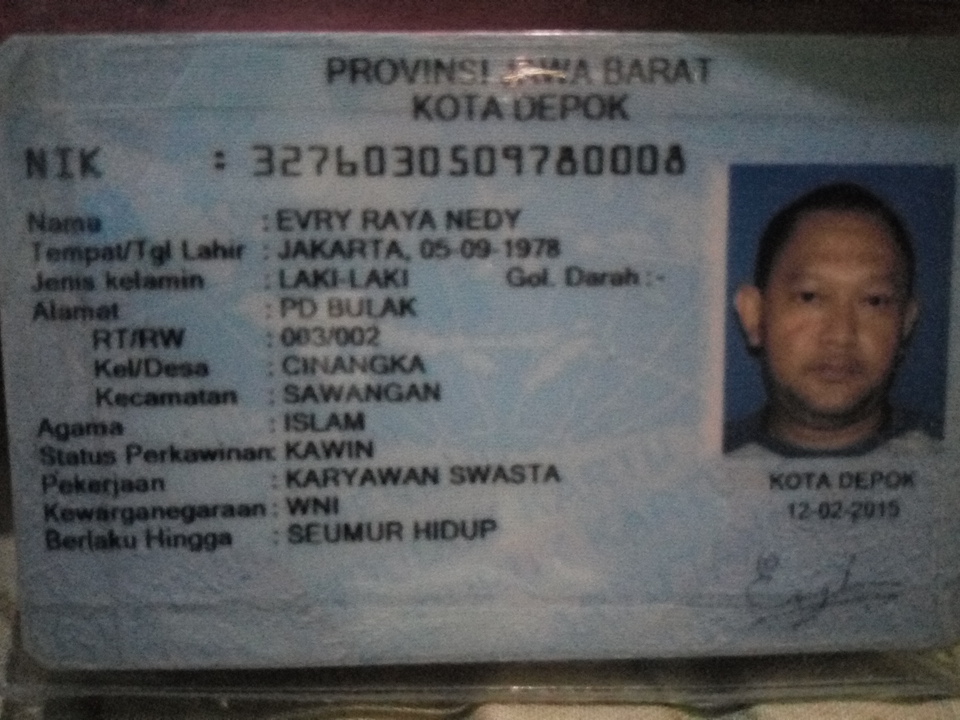 PROVINSI JAWA BARAT
KOTA DEPOK
NIK : 3276030509780008
Nama : EVRY RAYA NEDY
Tempat/Tgl Lahir : JAKARTA, 05-09-1978
Jenis kelamin : LAKI-LAKI Gol. Darah :-
Alamat : PD BULAK
RT/RW : 003/002
Kel/Desa : CINANGKA
Kecamatan : SAWANGAN
Agama : ISLAM
Status Perkawinan: KAWIN
Pekerjaan : KARYAWAN SWASTA
Kewarganegaraan : WNI
Berlaku Hingga : SEUMUR HIDUP
KOTA DEPOK
12-02-2015